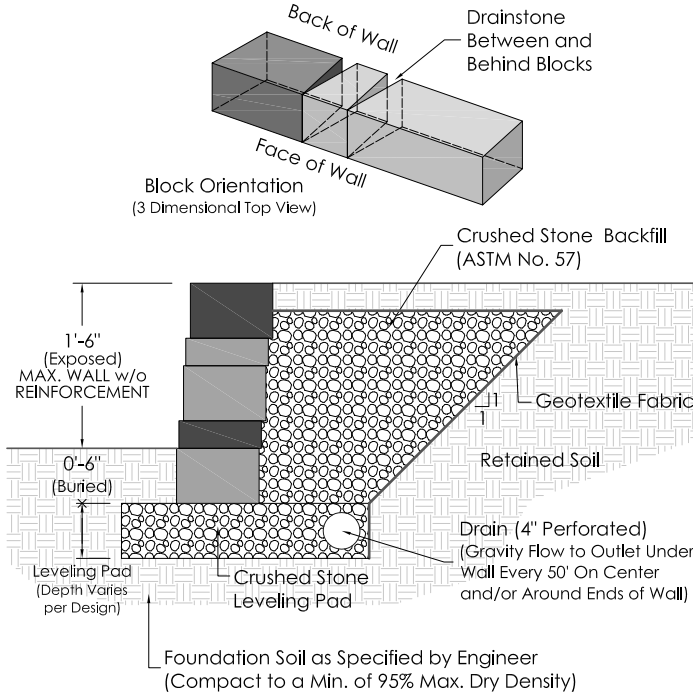 Back of Wall
Drainstone
Between and
Behind Blocks
Face of Wall
Block Orientation
(3 Dimensional Top View)
Crushed Stone Backfill
(ASTM No. 57)
1'-6"
(Exposed)
MAX. WALL w/o
REINFORCEMENT
1
1
Geotextile Fabric
0'-6"
(Buried)
Retained Soil
Drain (4" Perforated)
(Gravity Flow to Outlet Under
Wall Every 50' On Center
and/or Around Ends of Wall)
Leveling Pad
(Depth Varies
per Design)
Crushed Stone
Leveling Pad
Foundation Soil as Specified by Engineer
(Compact to a Min. of 95% Max. Dry Density)